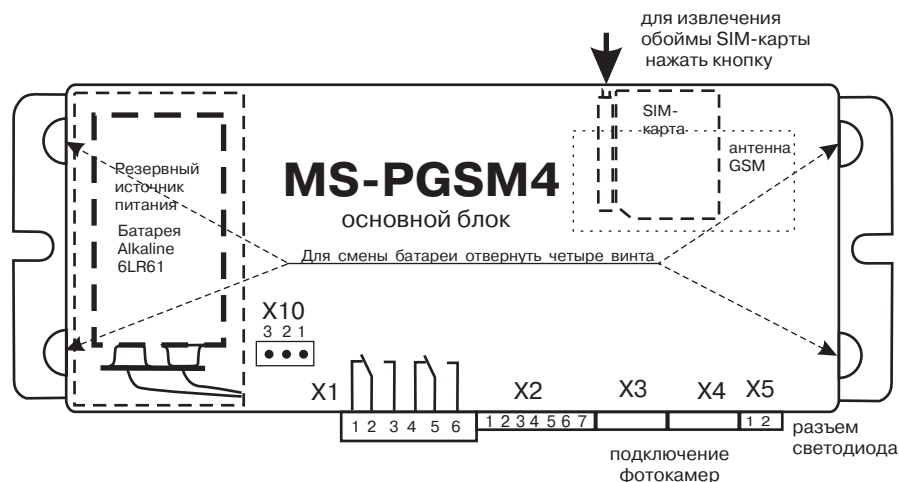 для извлечения
обоймы SIM-карты
нажать кнопку
SIM-
карта
антенна
GSM
Резервный
источник
питания
Батарея
Alkaline
6LR61
MS-PGSM4
основной блок
Для смены батареи отвернуть четыре винта
X10
3 2 1
X1
X2
X3
X4
X5
1 2 3 4 5 6
1 2 3 4 5 6 7
1 2
разъем
светодиода
подключение
фотокамер